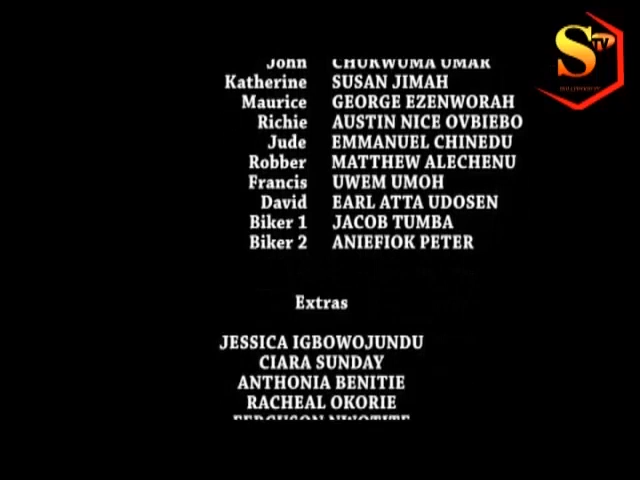 S TV
John CHUKWUMA UMAR
Katherine SUSAN JIMAH
Maurice GEORGE EZENWORAH
Richie AUSTIN NICE OVBIEBO
Jude EMMANUEL CHINEDU
Robber MATTHEW ALECHENU
Francis UWEM UMOH
David EARL ATTA UDOSEN
Biker 1 JACOB TUMBA
Biker 2 ANIEFIOK PETER
Extras
JESSICA IGBOWOJUNDU
CIARA SUNDAY
ANTHONIA BENITIE
RACHEAL OKORIE